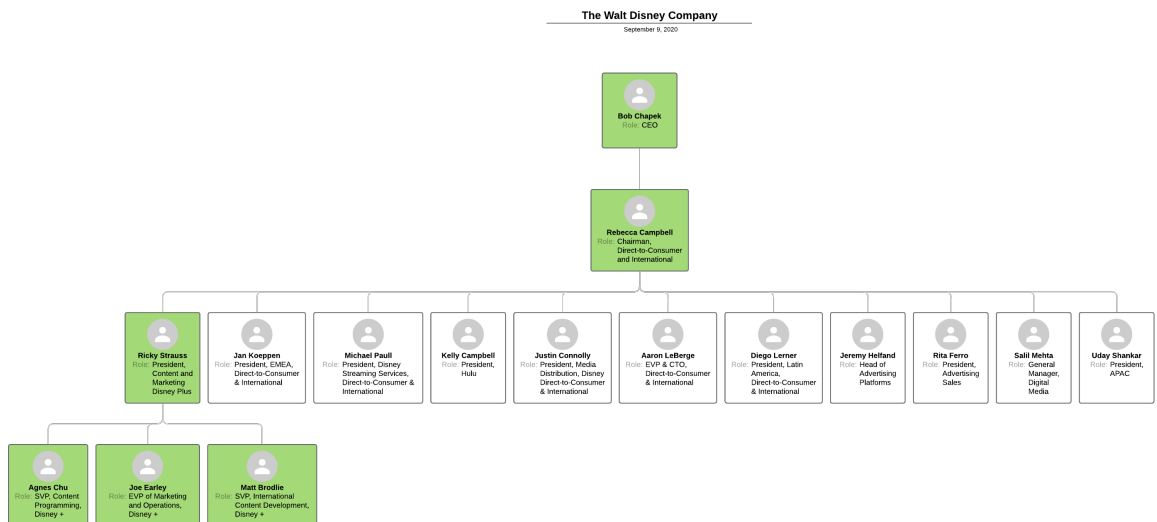 The Walt Disney Company
September 9, 2020
Bob Chapek
Role: CEO
Rebecca Campbell
Role: Chairman,
Direct-to-Consumer
and International
Ricky Strauss
Role: President,
Content and
Marketing
Disney Plus
Jan Koeppen
Role: President, EMEA,
Direct-to-Consumer
& International
Michael Paull
Role: President, Disney
Streaming Services,
Direct-to-Consumer &
International
Kelly Campbell
Role: President,
Hulu
Justin Connolly
Role: President, Media
Distribution, Disney
Direct-to-Consumer
& International
Aaron LeBerge
Role: EVP & CTO,
Direct-to-Consumer
& International
Diego Lerner
Role: President, Latin
America,
Direct-to-Consumer
& International
Jeremy Helfand
Role: Head of
Advertising
Platforms
Rita Ferro
Role: President,
Advertising
Sales
Salil Mehta
Role: General
Manager,
Digital
Media
Uday Shankar
Role: President,
APAC
Agnes Chu
Role: SVP, Content
Programming,
Disney +
Joe Earley
Role: EVP of Marketing
and Operations,
Disney +
Matt Brodlie
Role: SVP, International
Content Development,
Disney +